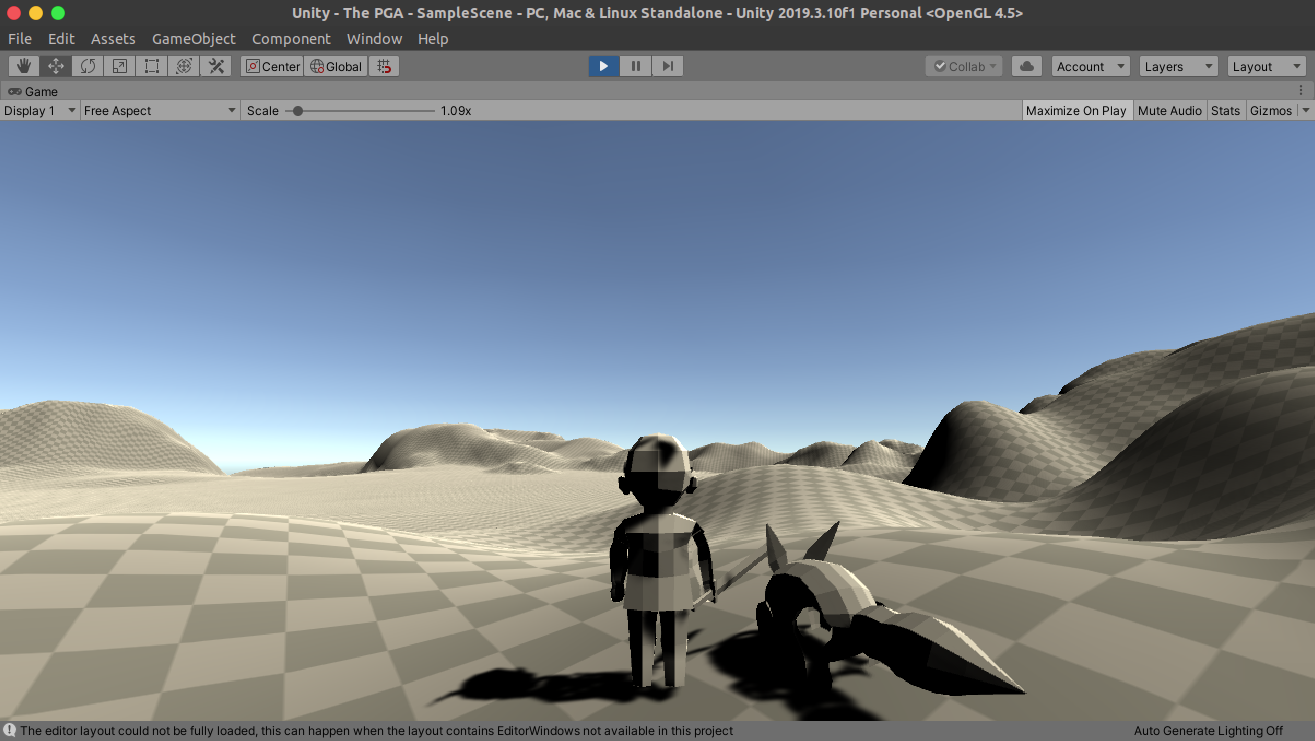 Unity - The PGA - SampleScene - PC, Mac & Linux Standalone - Unity 2019.3.10f1 Personal <OpenGL 4.5>
File Edit Assets GameObject Component Window Help
Center Global Collab Account Layers Layout
Game
Display 1 Free Aspect Scale 1.09x Maximize On Play Mute Audio Stats Gizmos
The editor layout could not be fully loaded, this can happen when the layout contains EditorWindows not available in this project Auto Generate Lighting Off